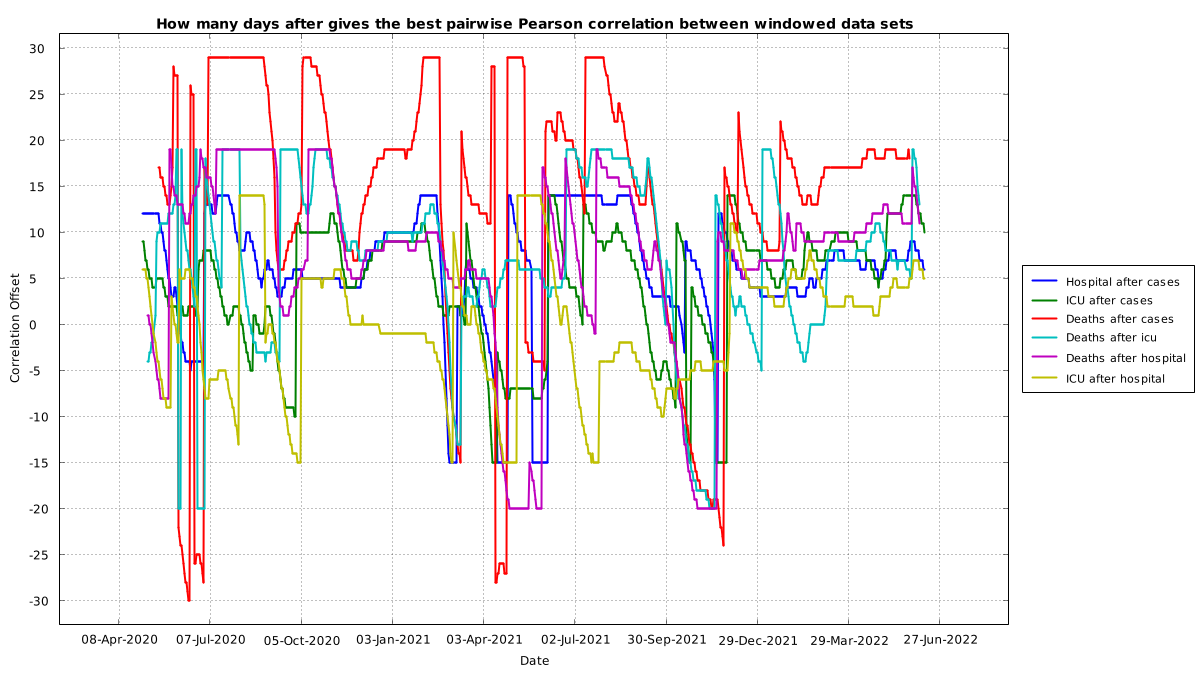 How many days after gives the best pairwise Pearson correlation between windowed data sets
30
25
20
15
10
5
0
-5
-10
-15
-20
-25
-30
Correlation Offset
08-Apr-2020 07-Jul-2020 05-Oct-2020 03-Jan-2021 03-Apr-2021 02-Jul-2021 30-Sep-2021 29-Dec-2021 29-Mar-2022 27-Jun-2022
Date
Hospital after cases
ICU after cases
Deaths after cases
Deaths after icu
Deaths after hospital
ICU after hospital